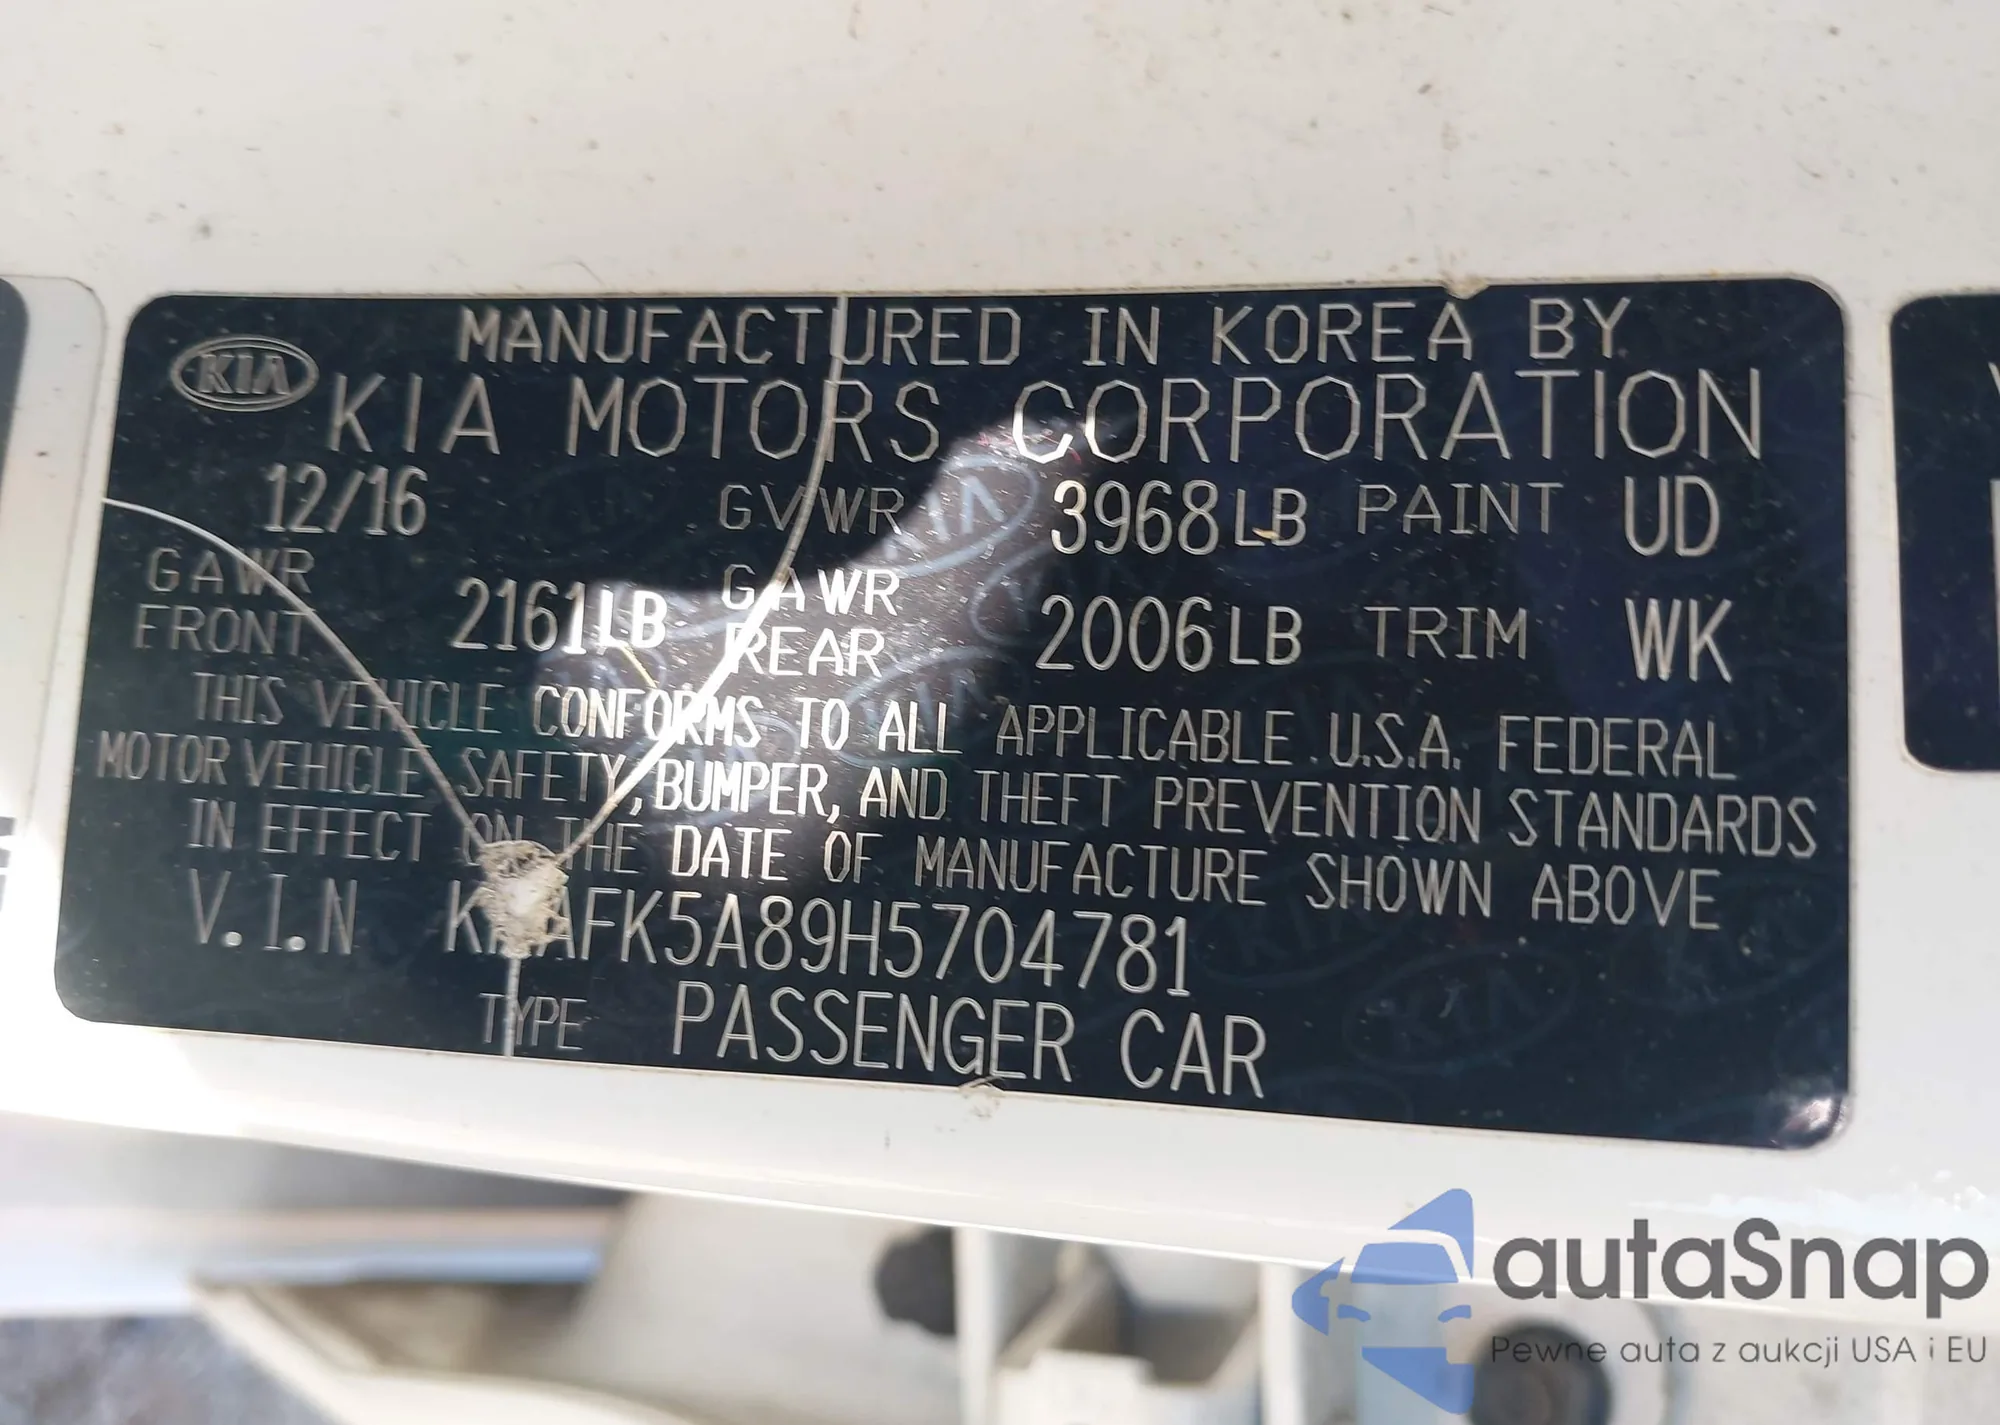 MANUFACTURED IN KOREA BY
KIA KIA MOTORS CORPORATION
12/16 GVWR 3968LB PAINT UD
GAWR FRONT 2161LB GAWR REAR 2006LB TRIM WK
THIS VEHICLE CONFORMS TO ALL APPLICABLE U.S.A. FEDERAL
MOTOR VEHICLE SAFETY, BUMPER, AND THEFT PREVENTION STANDARDS
IN EFFECT ON THE DATE OF MANUFACTURE SHOWN ABOVE
V.I.N
TYPE PASSENGER CAR
autaSnap
Pewne auta z aukcji USA i EU